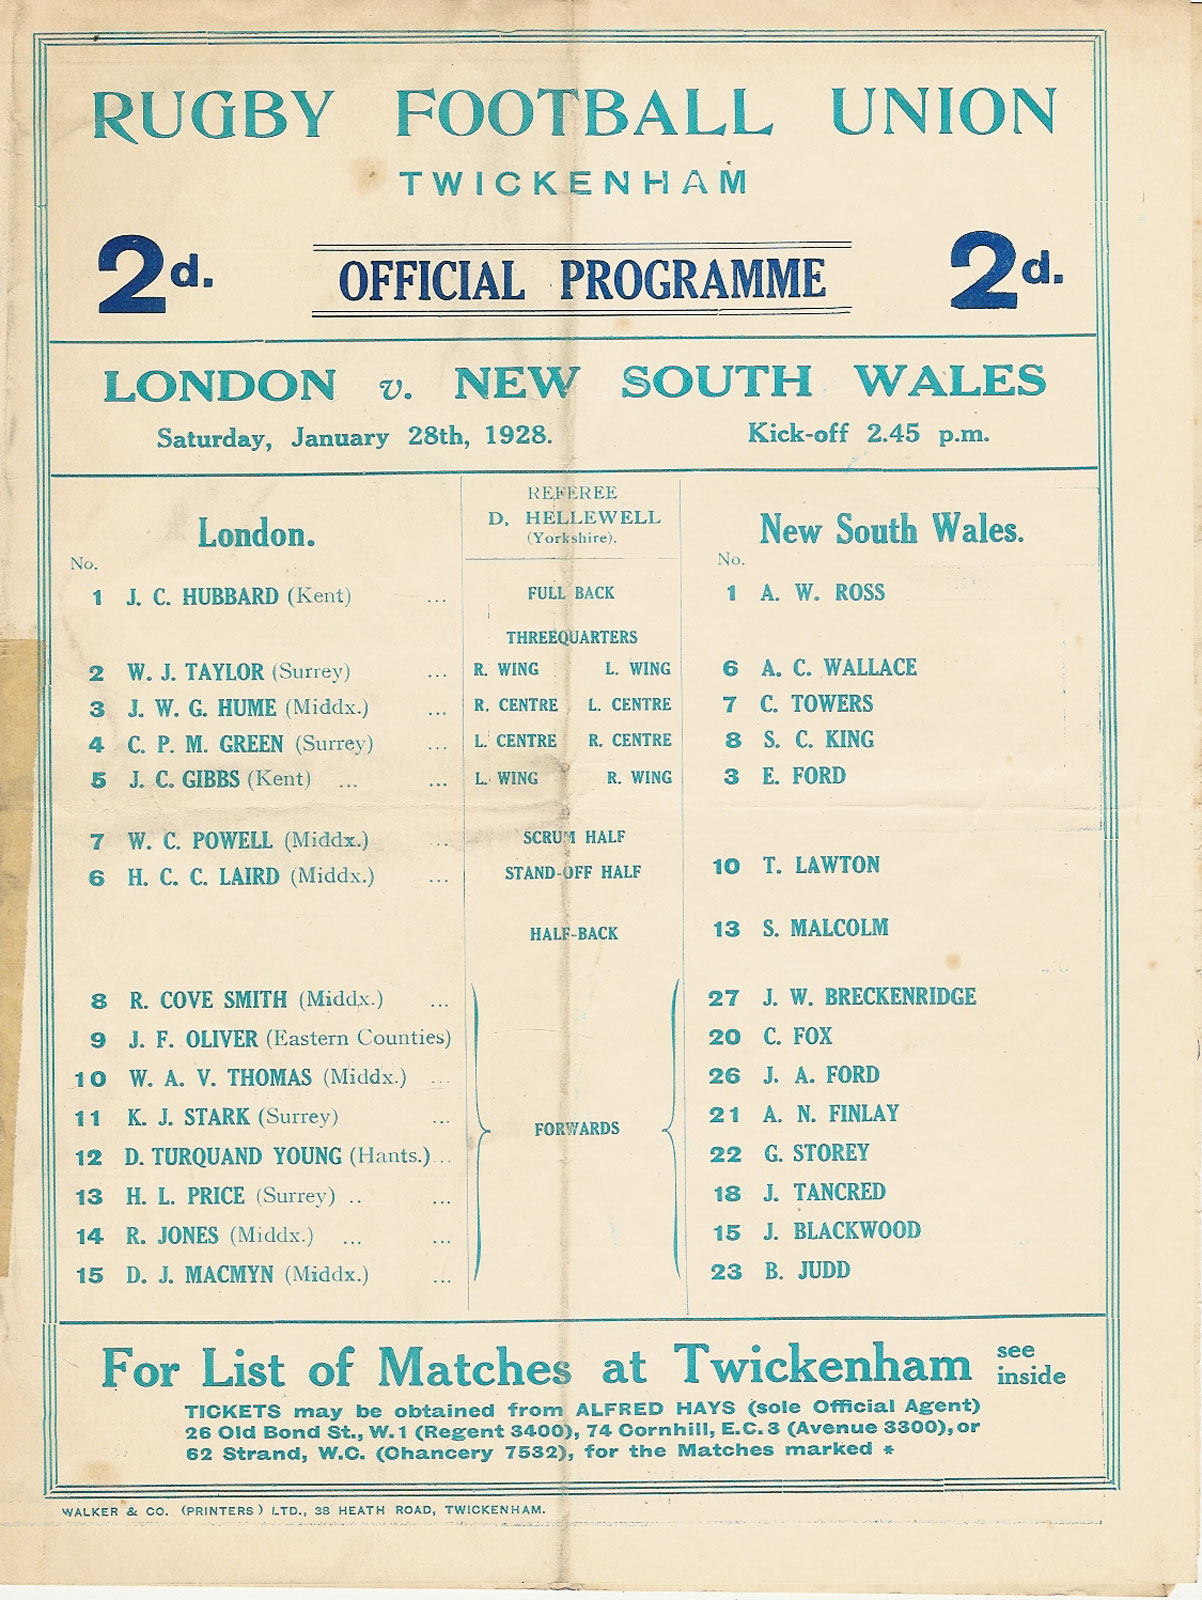 RUGBY FOOTBALL UNION
TWICKENHAM
2d. OFFICIAL PROGRAMME 2d.
LONDON v. NEW SOUTH WALES
Saturday, January 28th, 1928. Kick-off 2.45 p.m.
REFEREE
D. HELLEWELL
(Yorkshire).
London. New South Wales.
No. No.
1 J. C. HUBBARD (Kent) ... FULL BACK 1 A. W. ROSS
THREEQUARTERS
2 W. J. TAYLOR (Surrey) ... R. WING L. WING 6 A. C. WALLACE
3 J. W. G. HUME (Middx.) ... R. CENTRE L. CENTRE 7 C. TOWERS
4 C. P. M. GREEN (Surrey) ... L. CENTRE R. CENTRE 8 S. C. KING
5 J. C. GIBBS (Kent) ... ... L. WING R. WING 3 E. FORD
7 W. C. POWELL (Middx.) ... SCRUM HALF
6 H. C. C. LAIRD (Middx.) ... STAND-OFF HALF 10 T. LAWTON
HALF-BACK 13 S. MALCOLM
8 R. COVE SMITH (Middx.) ... 27 J. W. BRECKENRIDGE
9 J. F. OLIVER (Eastern Counties) 20 C. FOX
10 W. A. V. THOMAS (Middx.) ... 26 J. A. FORD
11 K. J. STARK (Surrey) ... 21 A. N. FINLAY
FORWARDS
12 D. TURQUAND YOUNG (Hants.) ... 22 G. STOREY
13 H. L. PRICE (Surrey) .. ... 18 J. TANCRED
14 R. JONES (Middx.) ... ... 15 J. BLACKWOOD
15 D. J. MACMYN (Middx.) ... 23 B. JUDD
For List of Matches at Twickenham see inside
TICKETS may be obtained from ALFRED HAYS (sole Official Agent)
26 Old Bond St., W.1 (Regent 3400), 74 Cornhill, E.C.3 (Avenue 3300), or
62 Strand, W.C. (Chancery 7532), for the Matches marked *
WALKER & CO. (PRINTERS) LTD., 38 HEATH ROAD, TWICKENHAM.